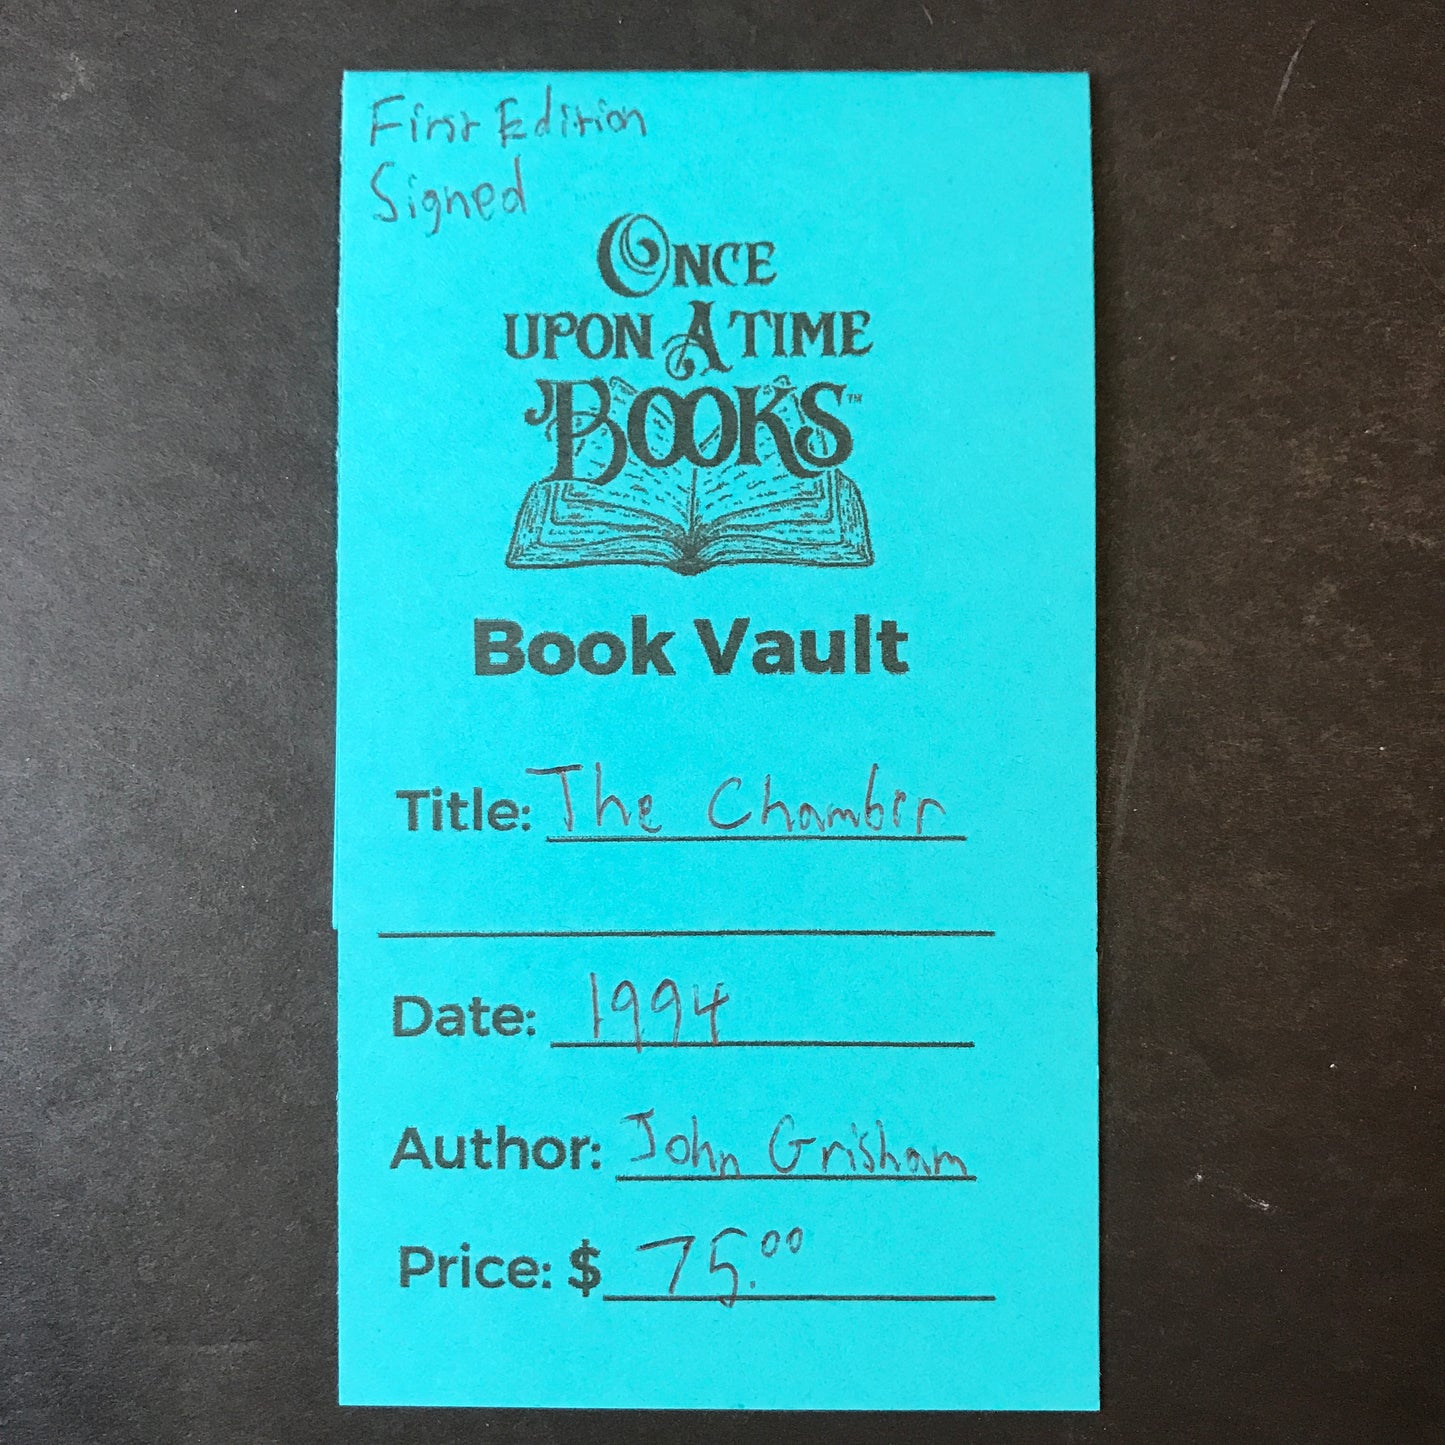 First Edition
Signed
ONCE
UPON A TIME
BOOKS™
Book Vault
Title: The Chamber
Date: 1994
Author: John Grisham
Price: $ 75.00